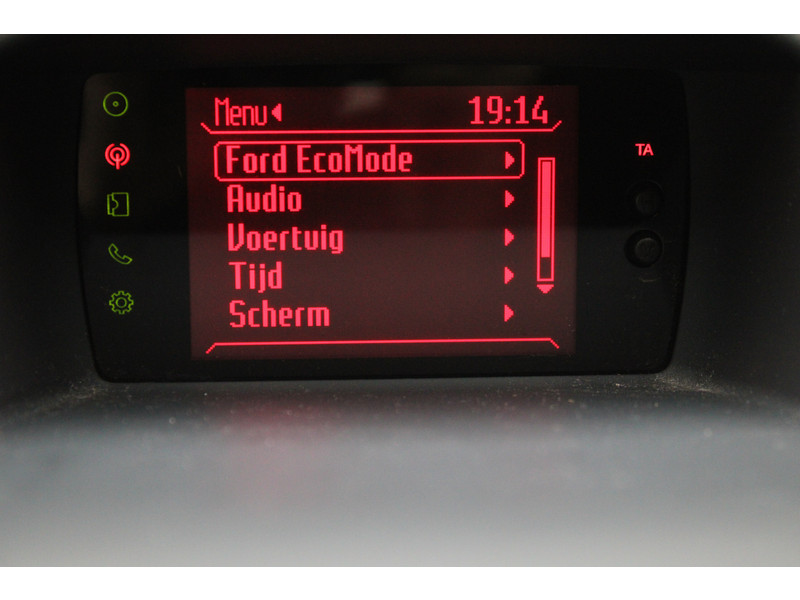 Menu 19:14
Ford EcoMode
TA
Audio
Voertuig
Tijd
Scherm